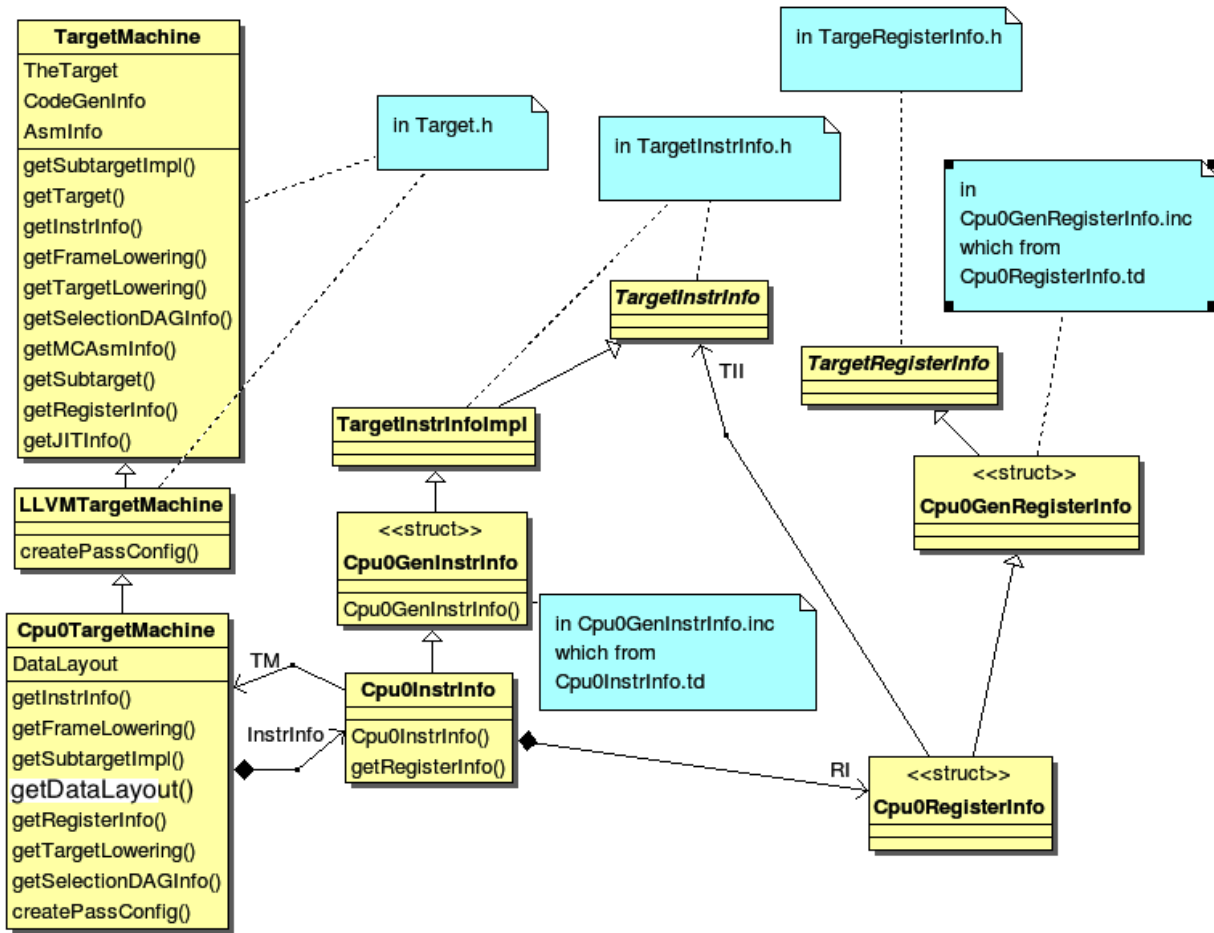 TargetMachine
TheTarget
CodeGenInfo
AsmInfo
getSubtargetImpl()
getTarget()
getInstrInfo()
getFrameLowering()
getTargetLowering()
getSelectionDAGInfo()
getMCAsmInfo()
getSubtarget()
getRegisterInfo()
getJITInfo()
in Target.h
in TargetInstrInfo.h
in TargeRegisterInfo.h
in
Cpu0GenRegisterInfo.inc
which from
Cpu0RegisterInfo.td
TargetInstrInfo
TargetRegisterInfo
TII
TargetInstrInfoImpl
<<struct>>
Cpu0GenRegisterInfo
LLVMTargetMachine
createPassConfig()
<<struct>>
Cpu0GenInstrInfo
Cpu0GenInstrInfo()
in Cpu0GenInstrInfo.inc
which from
Cpu0InstrInfo.td
Cpu0TargetMachine
DataLayout
getInstrInfo()
getFrameLowering()
getSubtargetImpl()
getDataLayout()
getRegisterInfo()
getTargetLowering()
getSelectionDAGInfo()
createPassConfig()
TM
InstrInfo
Cpu0InstrInfo
Cpu0InstrInfo()
getRegisterInfo()
RI
<<struct>>
Cpu0RegisterInfo